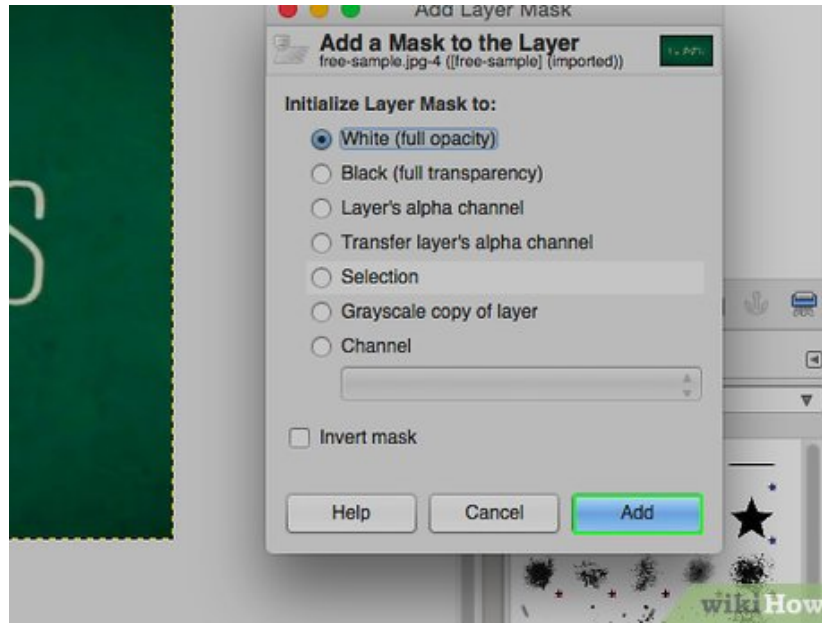 Add Layer Mask
Add a Mask to the Layer
free-sample.jpg-4 ([free-sample] (imported))
Initialize Layer Mask to:
White (full opacity)
Black (full transparency)
Layer's alpha channel
Transfer layer's alpha channel
Selection
Grayscale copy of layer
Channel
Invert mask
Help Cancel Add
S
wikiHow